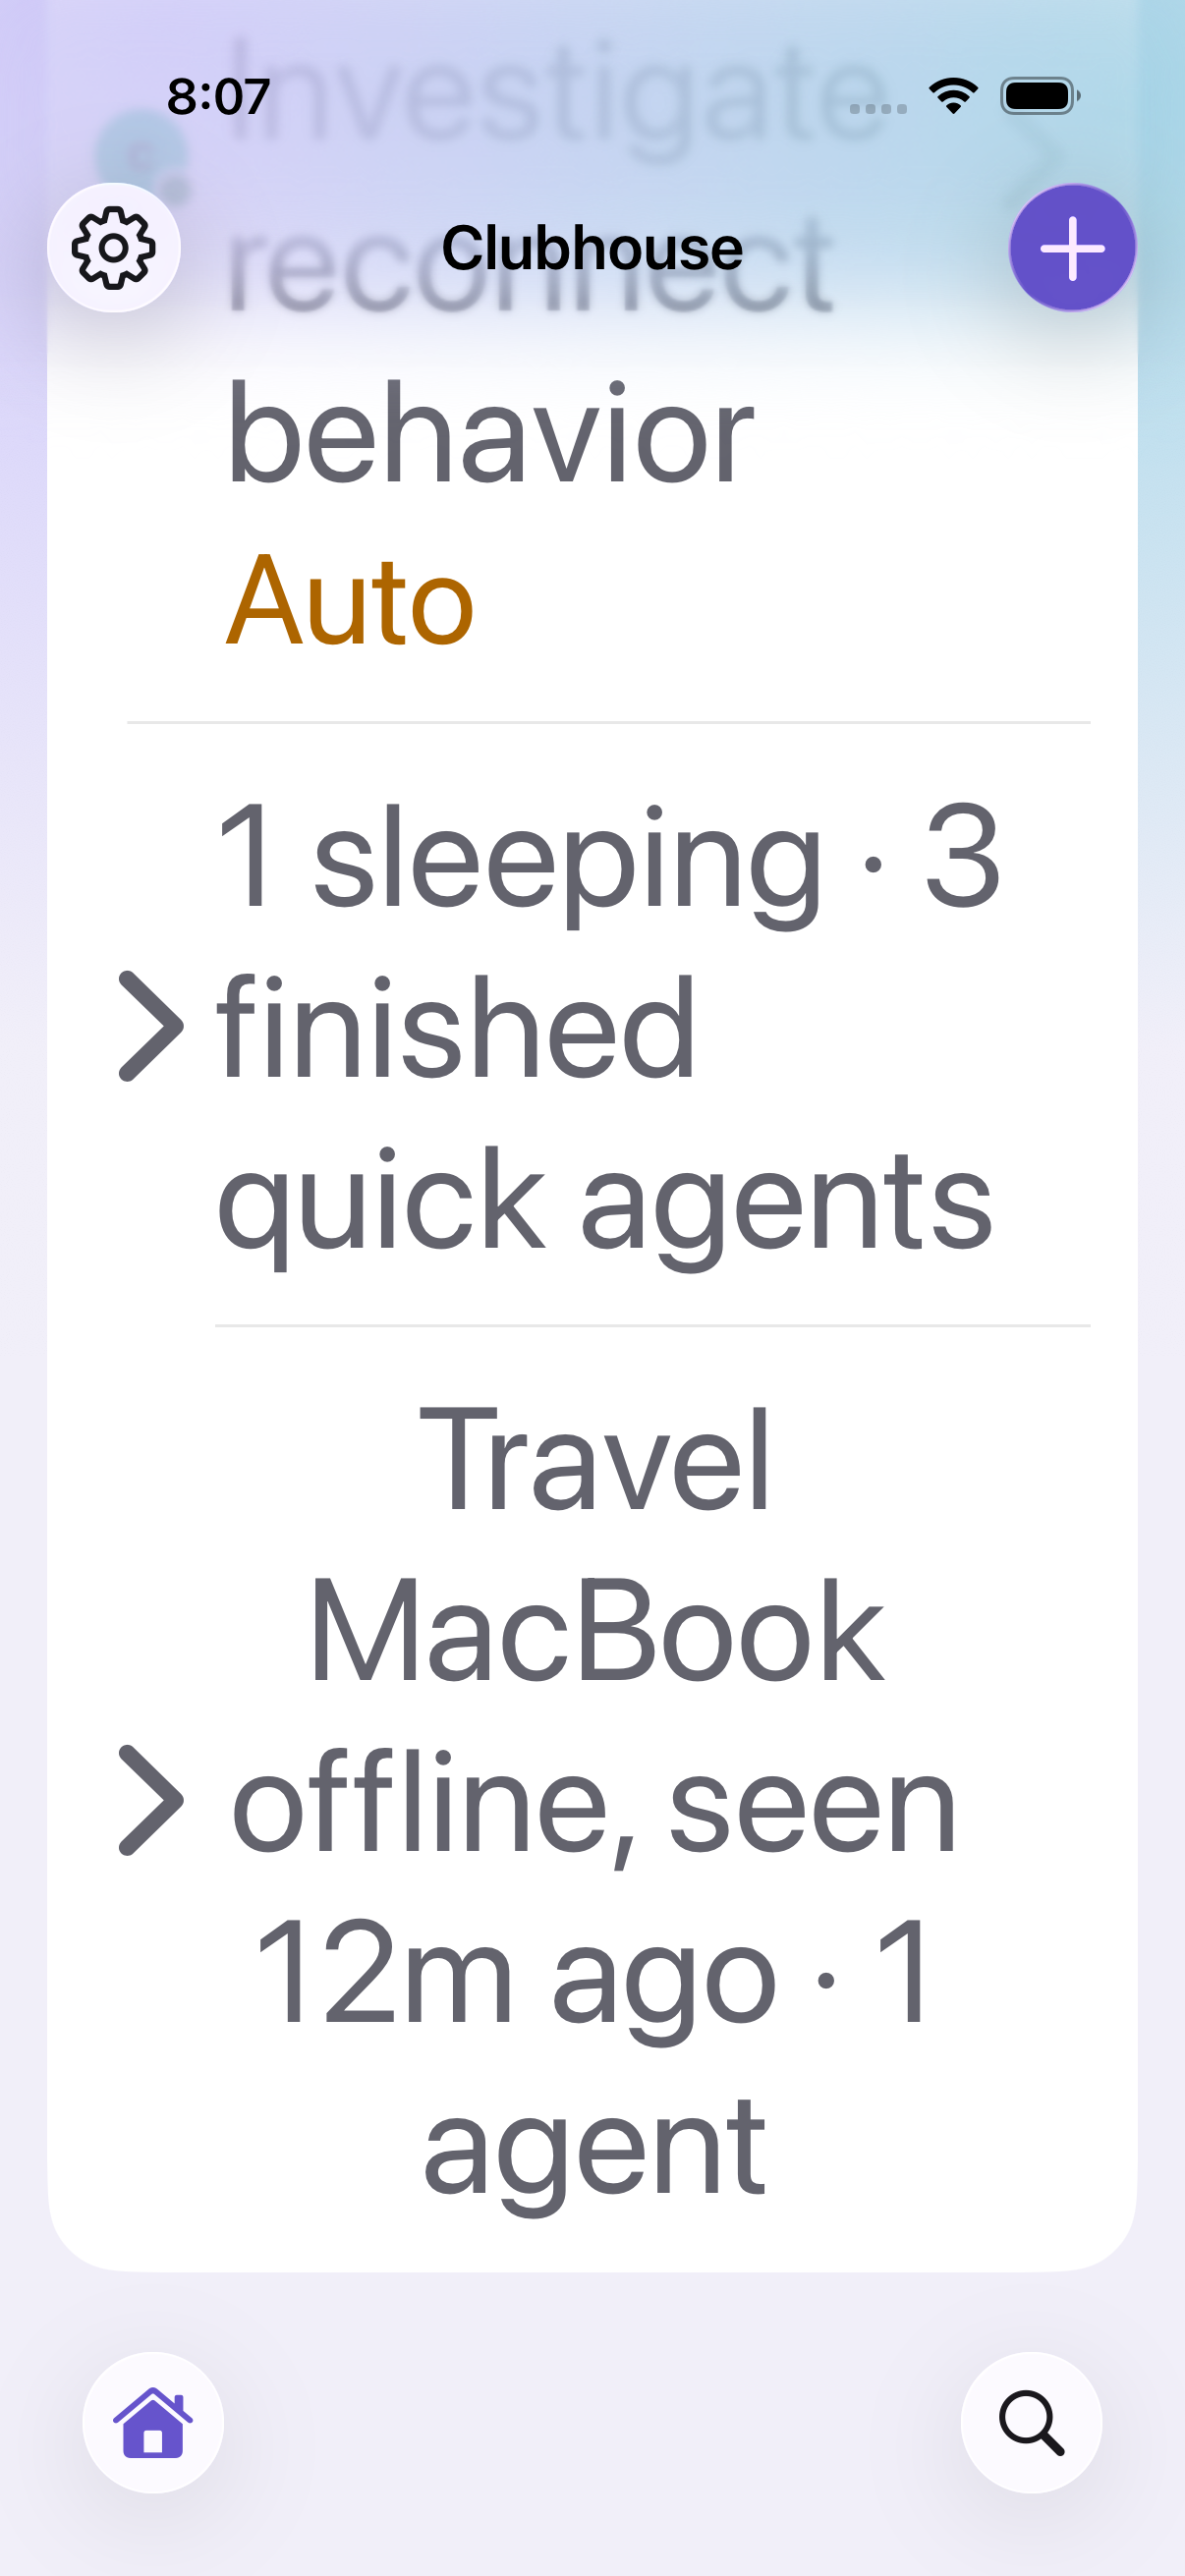 8:07
Investigate
Clubhouse
reconnect
behavior
Auto
1 sleeping · 3
finished
quick agents
Travel
MacBook
offline, seen
12m ago · 1
agent